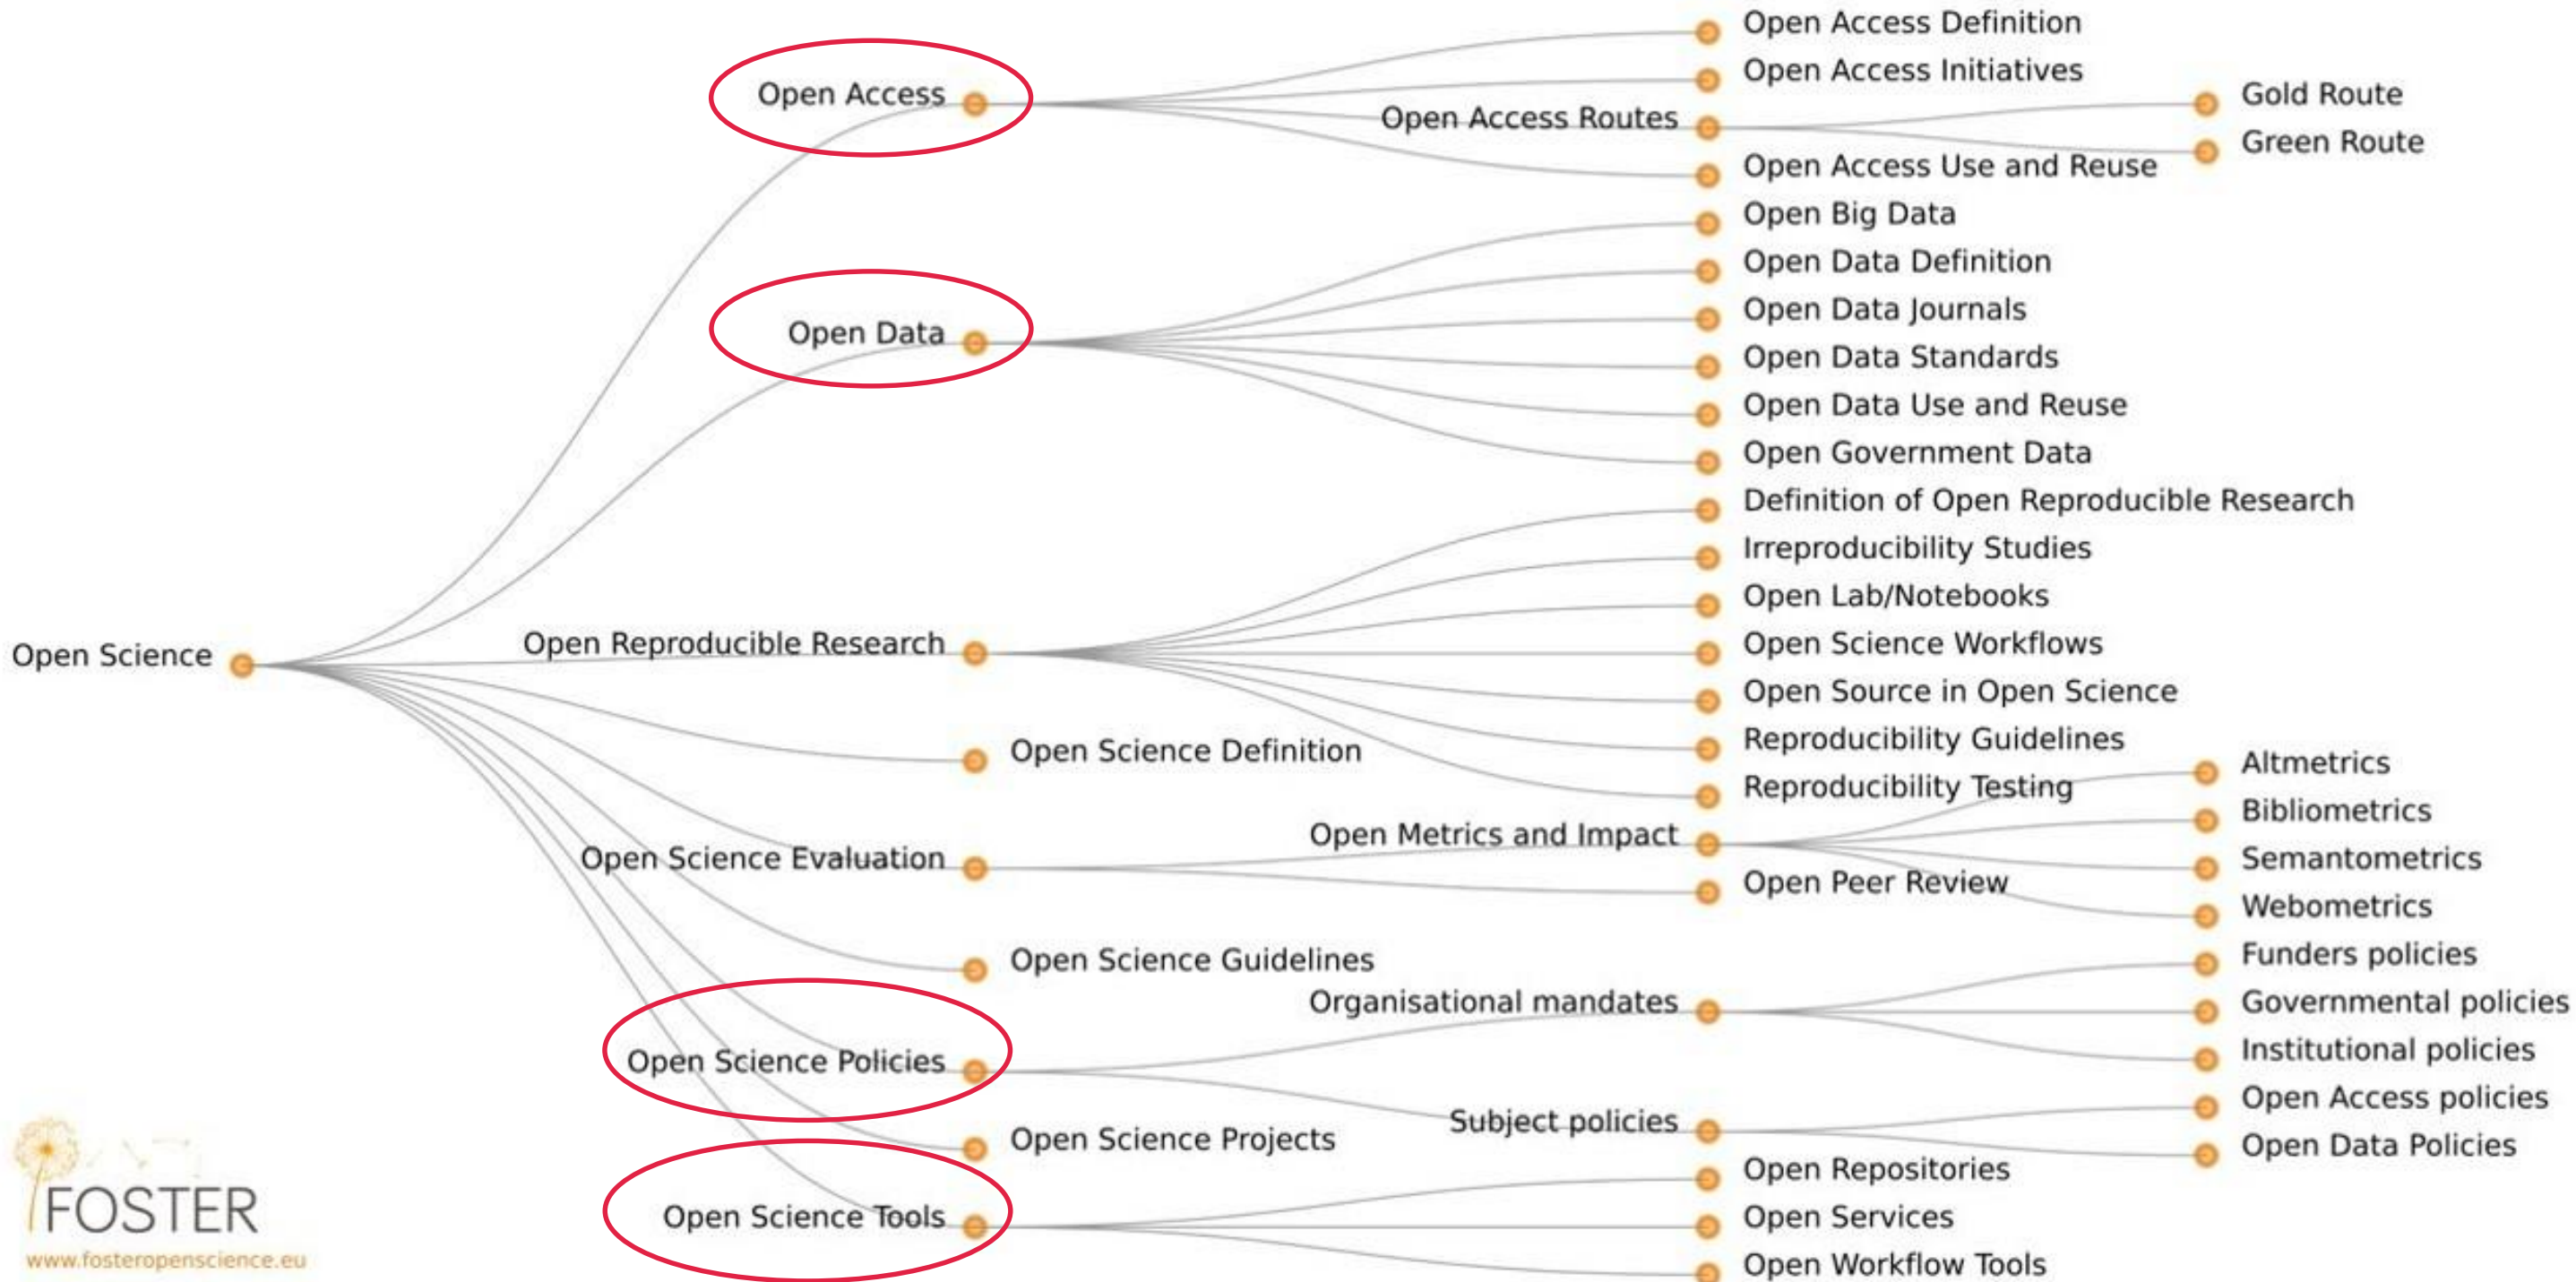 Open Science
Open Access
Open Access Definition
Open Access Initiatives
Open Access Routes
Gold Route
Green Route
Open Access Use and Reuse
Open Data
Open Big Data
Open Data Definition
Open Data Journals
Open Data Standards
Open Data Use and Reuse
Open Government Data
Open Reproducible Research
Definition of Open Reproducible Research
Irreproducibility Studies
Open Lab/Notebooks
Open Science Workflows
Open Source in Open Science
Reproducibility Guidelines
Reproducibility Testing
Open Science Definition
Open Science Evaluation
Open Metrics and Impact
Altmetrics
Bibliometrics
Semantometrics
Webometrics
Open Peer Review
Open Science Guidelines
Open Science Policies
Organisational mandates
Funders policies
Governmental policies
Institutional policies
Subject policies
Open Access policies
Open Data Policies
Open Science Projects
Open Science Tools
Open Repositories
Open Services
Open Workflow Tools
FOSTER
www.fosteropenscience.eu